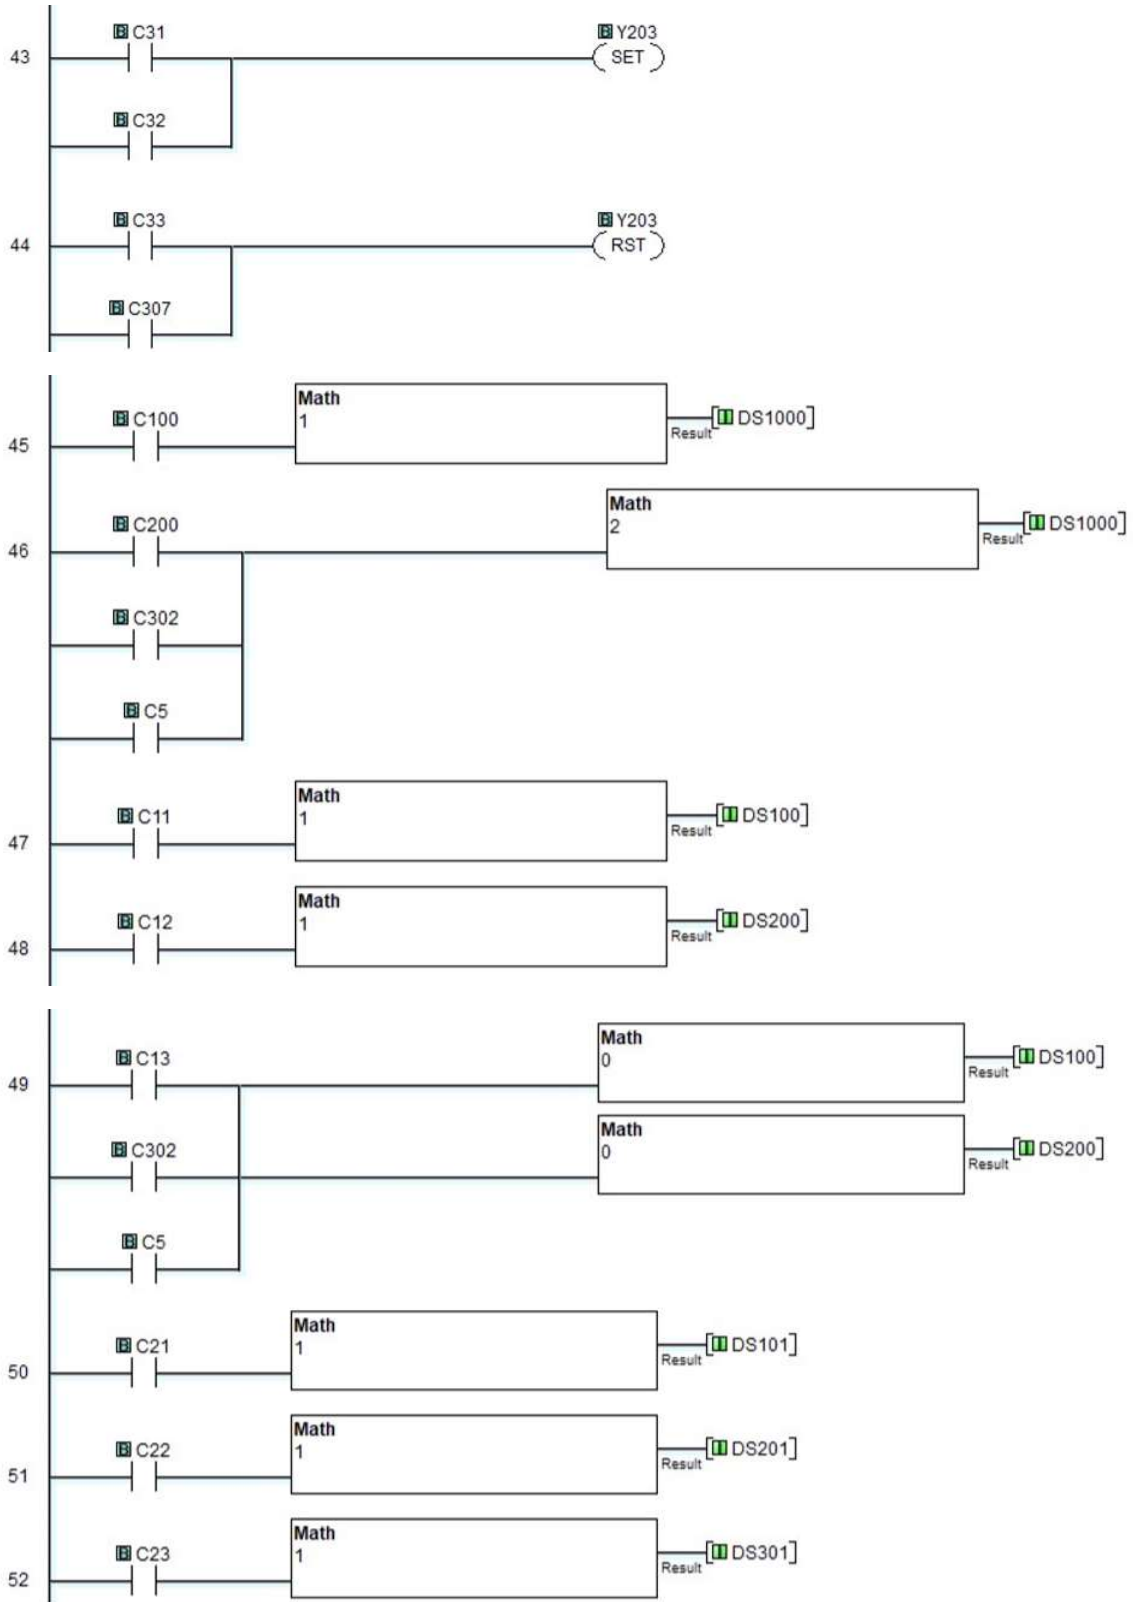 C31 Y203
43 SET
C32
C33 Y203
44 RST
C307
Math
C100 1 DS1000
Result
45
Math
C200 2 DS1000
Result
46
C302
C5
Math
C11 1 DS100
Result
47
Math
C12 1 DS200
Result
48
Math
C13 0 DS100
Result
49
Math
C302 0 DS200
Result
C5
Math
C21 1 DS101
Result
50
Math
C22 1 DS201
Result
51
Math
C23 1 DS301
Result
52